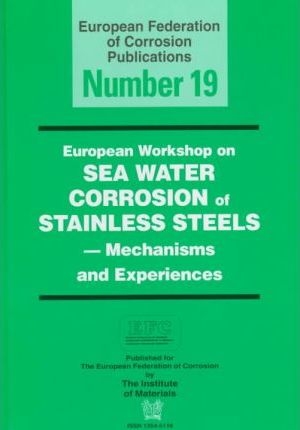 European Federation
of Corrosion
Publications
Number 19
European Workshop on
SEA WATER
CORROSION of
STAINLESS STEELS
— Mechanisms
and Experiences
EFC
Published for
The European Federation of Corrosion
by
The Institute
of Materials